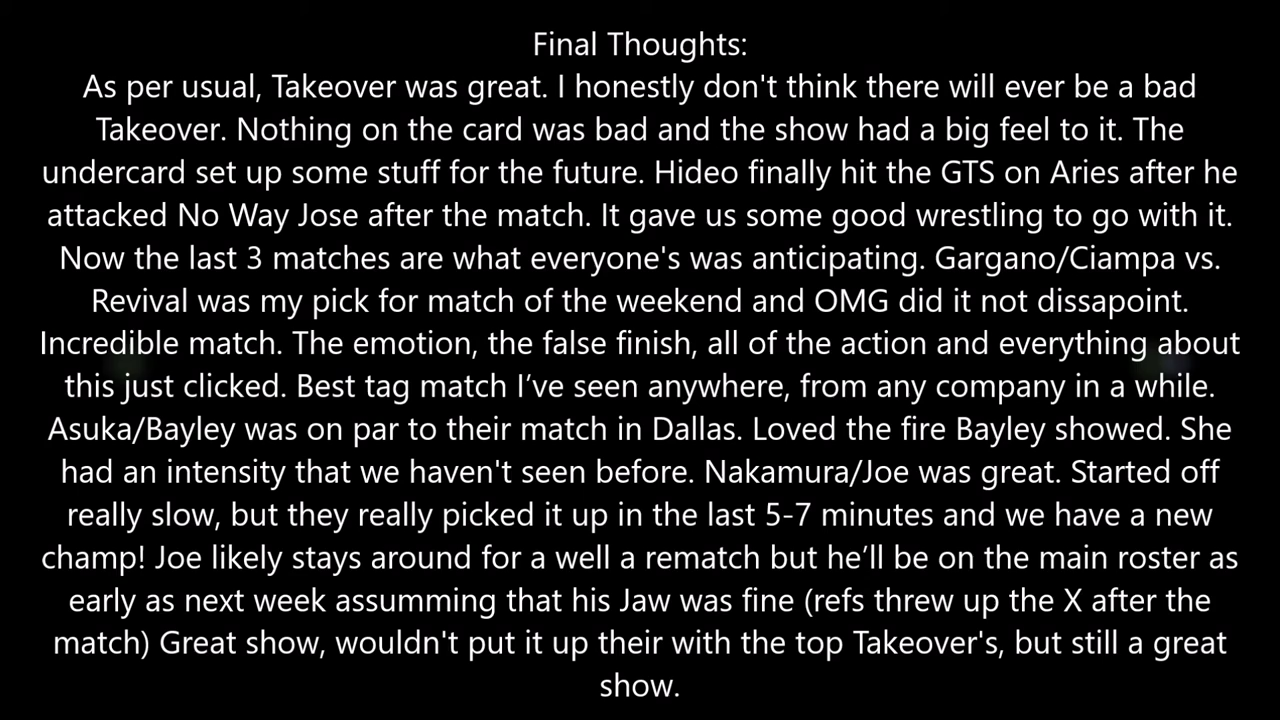 Final Thoughts:
As per usual, Takeover was great. I honestly don't think there will ever be a bad
Takeover. Nothing on the card was bad and the show had a big feel to it. The
undercard set up some stuff for the future. Hideo finally hit the GTS on Aries after he
attacked No Way Jose after the match. It gave us some good wrestling to go with it.
Now the last 3 matches are what everyone's was anticipating. Gargano/Ciampa vs.
Revival was my pick for match of the weekend and OMG did it not dissapoint.
Incredible match. The emotion, the false finish, all of the action and everything about
this just clicked. Best tag match I’ve seen anywhere, from any company in a while.
Asuka/Bayley was on par to their match in Dallas. Loved the fire Bayley showed. She
had an intensity that we haven't seen before. Nakamura/Joe was great. Started off
really slow, but they really picked it up in the last 5-7 minutes and we have a new
champ! Joe likely stays around for a well a rematch but he’ll be on the main roster as
early as next week assumming that his Jaw was fine (refs threw up the X after the
match) Great show, wouldn't put it up their with the top Takeover's, but still a great
show.